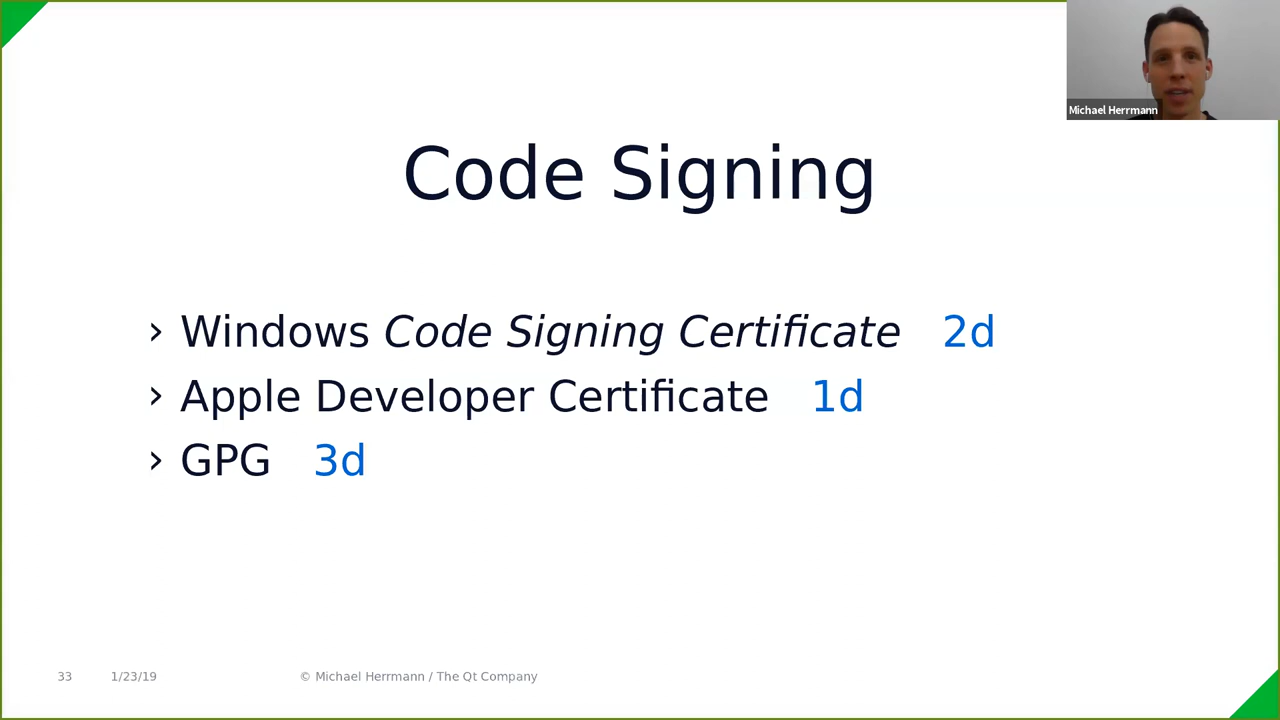 Michael Herrmann
Code Signing
› Windows Code Signing Certificate 2d
› Apple Developer Certificate 1d
› GPG 3d
33 1/23/19 © Michael Herrmann / The Qt Company